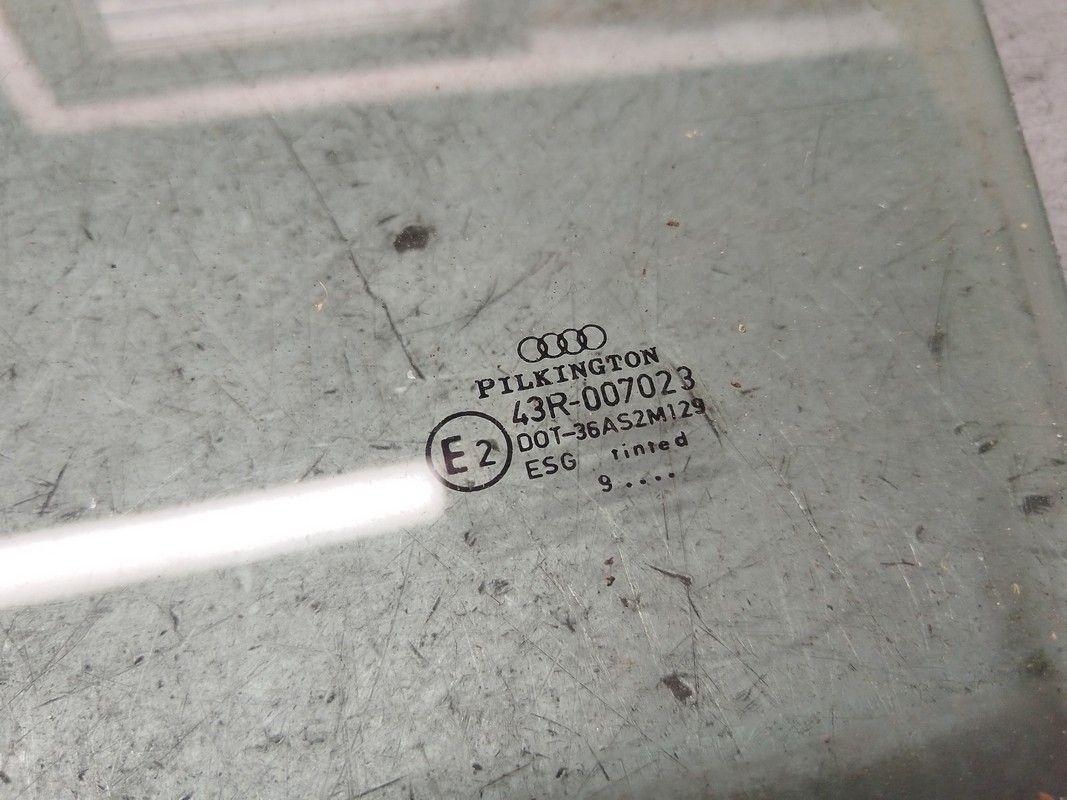 PILKINGTON
43R-007023
E2
DOT-36AS2M129
ESG tinted
9....